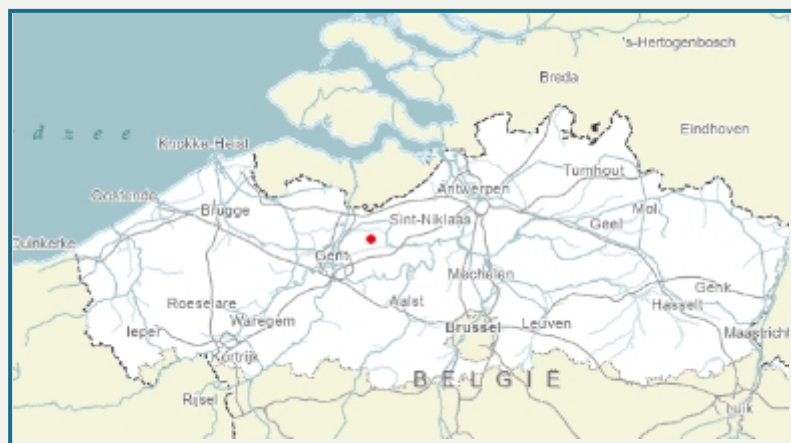 's-Hertogenbosch
Breda
d z e e
Eindhoven
Knokke-Heist
Turnhout
Antwerpen
Oostende
Mol
Brugge
Sint-Niklaas
Geel
Duinkerke
Gent
Mechelen
Genk
Roeselare
Aalst
Hasselt
Waregem
Brussel
Leuven
Ieper
Maastricht
Kortrijk
BELGIË
Rijsel
Luik